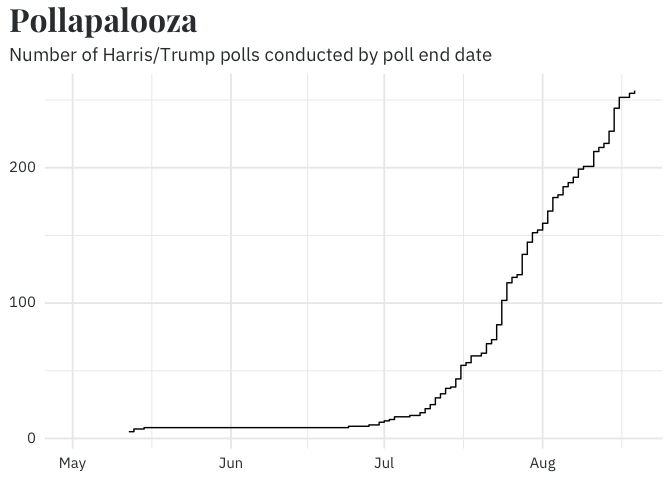 Pollapalooza
Number of Harris/Trump polls conducted by poll end date
200
100
0
May Jun Jul Aug